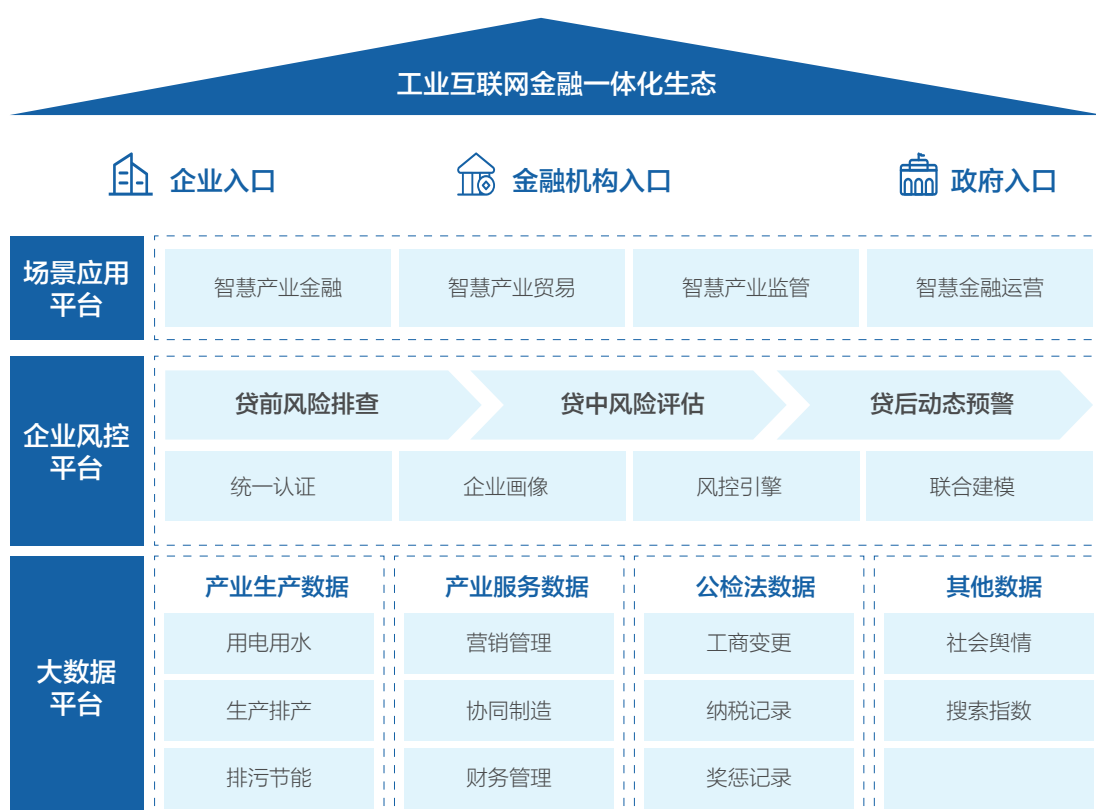 工业互联网金融一体化生态
企业入口
金融机构入口
政府入口
场景应用
平台
智慧产业金融
智慧产业贸易
智慧产业监管
智慧金融运营
企业风控
平台
贷前风险排查
贷中风险评估
贷后动态预警
统一认证
企业画像
风控引擎
联合建模
大数据
平台
产业生产数据
产业服务数据
公检法数据
其他数据
用电用水
营销管理
工商变更
社会舆情
生产排产
协同制造
纳税记录
搜索指数
排污节能
财务管理
奖惩记录